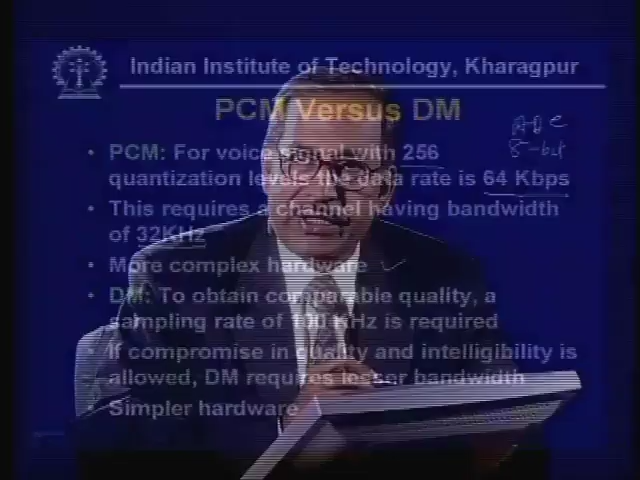 Indian Institute of Technology, Kharagpur
PCM Versus DM
ADC
8-bit
• PCM: For voice signal with 256
quantization levels the data rate is 64 Kbps
• This requires a channel having bandwidth
of 32KHz
• More complex hardware ✓
• DM: To obtain comparable quality, a
sampling rate of 100 KHz is required
• If compromise in quality and intelligibility is
allowed, DM requires lesser bandwidth
• Simpler hardware